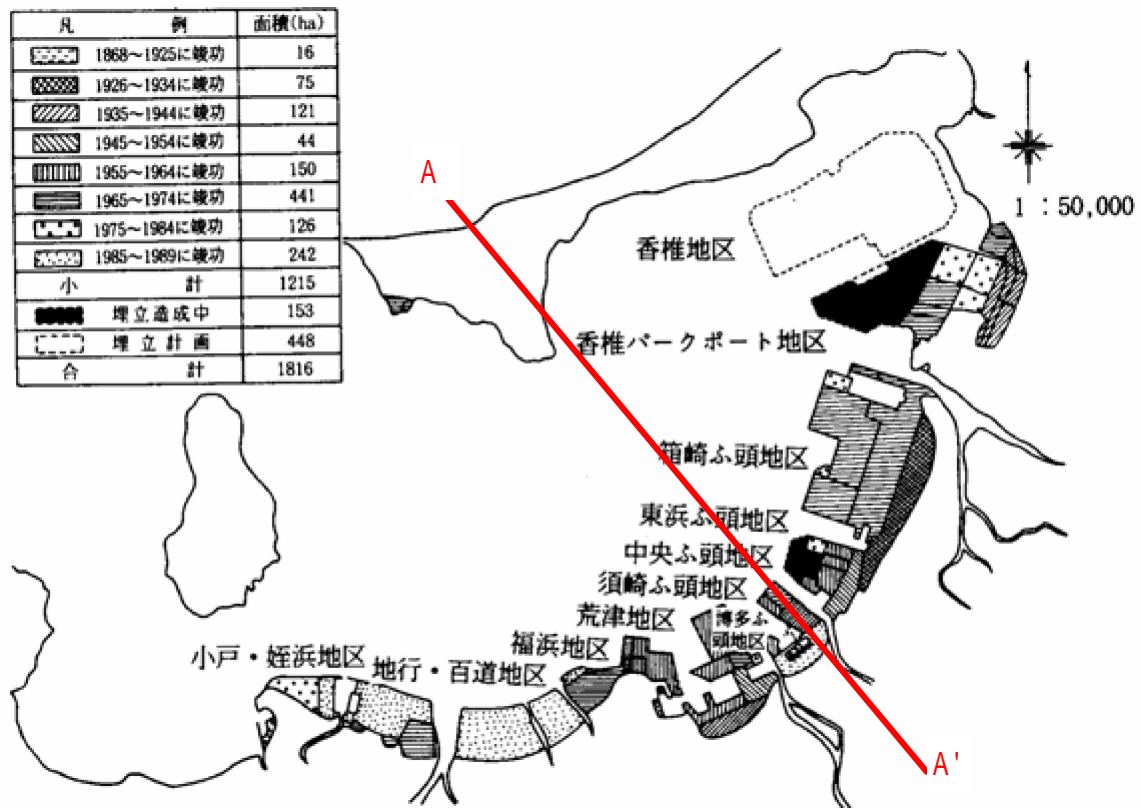 凡 例 面積(ha)
1868～1925に竣功 16
1926～1934に竣功 75
1935～1944に竣功 121
1945～1954に竣功 44
1955～1964に竣功 150
1965～1974に竣功 441
1975～1984に竣功 126
1985～1989に竣功 242
小 計 1215
埋立造成中 153
埋立計画 448
合 計 1816
A
1:50,000
香椎地区
香椎パークポート地区
箱崎ふ頭地区
東浜ふ頭地区
中央ふ頭地区
須崎ふ頭地区
荒津地区
博多ふ
頭地区
福浜地区
小戸・姪浜地区
地行・百道地区
A'